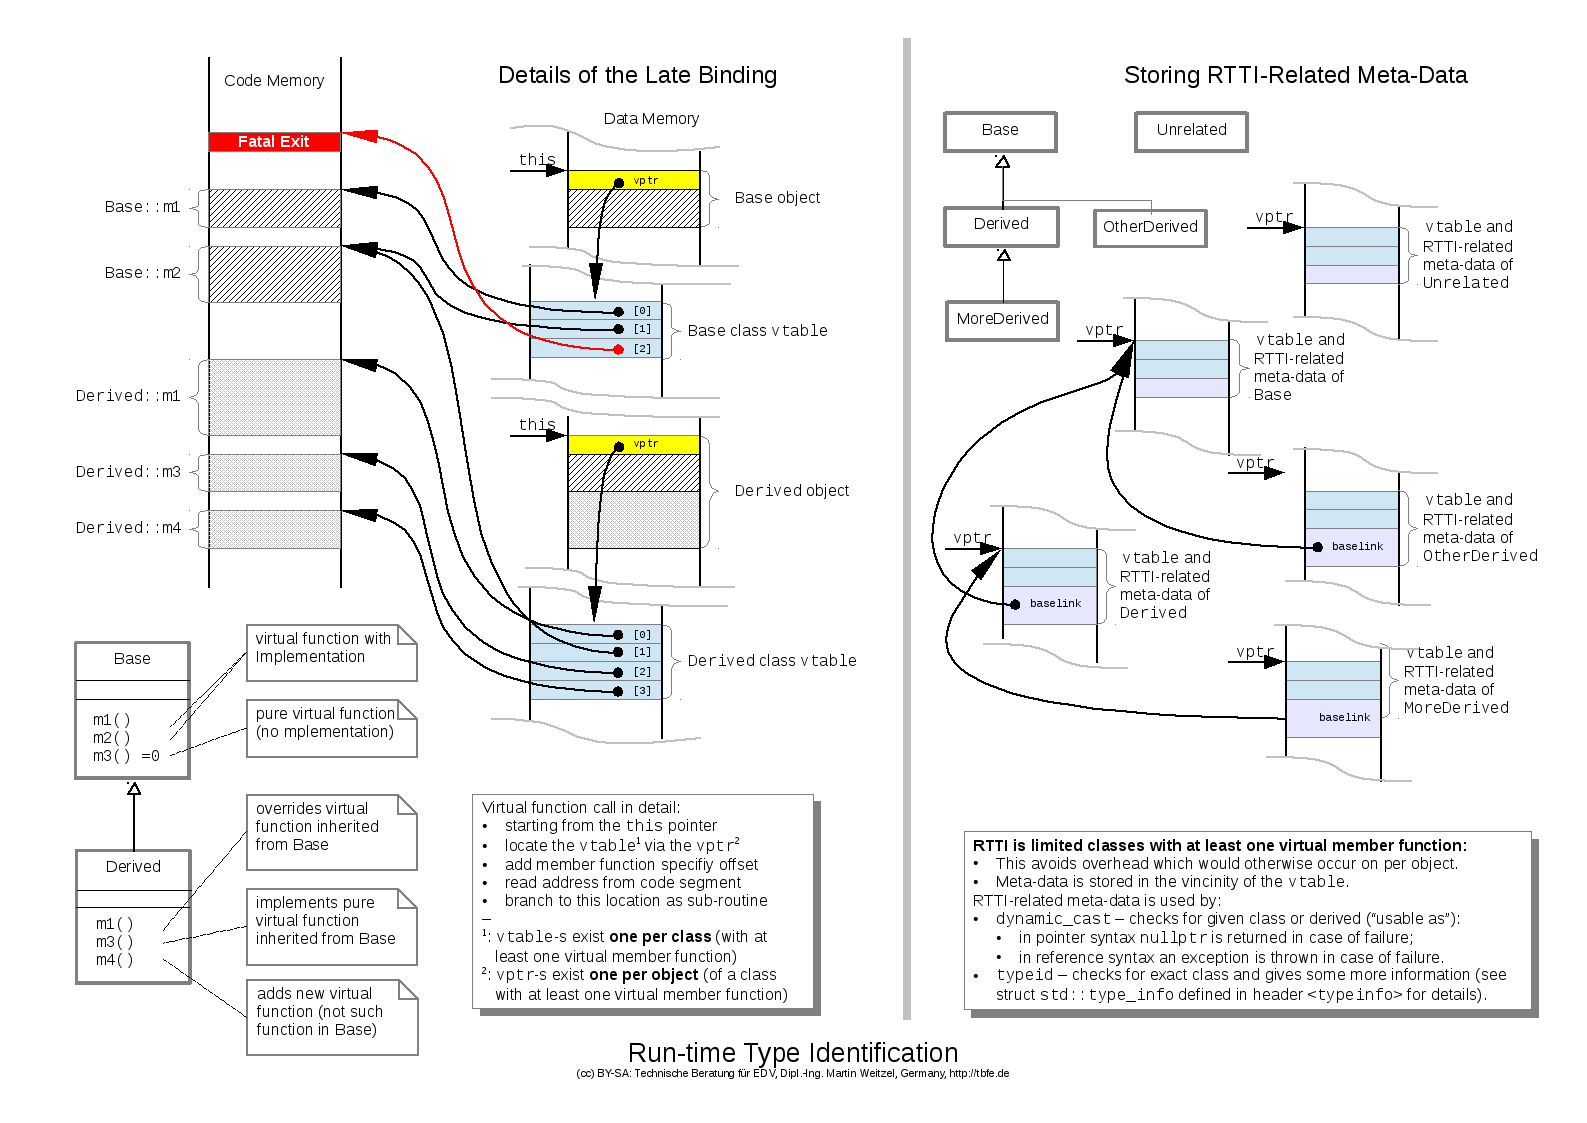 Code Memory
Fatal Exit
Base::m1
Base::m2
Derived::m1
Derived::m3
Derived::m4
Details of the Late Binding
Data Memory
this
vptr
Base object
[0]
[1]
[2]
Base class vtable
this
vptr
Derived object
[0]
[1]
[2]
[3]
Derived class vtable
Base
m1()
m2()
m3() =0
virtual function with
Implementation
pure virtual function
(no mplementation)
Derived
m1()
m3()
m4()
overrides virtual
function inherited
from Base
implements pure
virtual function
inherited from Base
adds new virtual
function (not such
function in Base)
Virtual function call in detail:
• starting from the this pointer
• locate the vtable¹ via the vptr²
• add member function specifiy offset
• read address from code segment
• branch to this location as sub-routine
–
¹: vtable-s exist one per class (with at
least one virtual member function)
²: vptr-s exist one per object (of a class
with at least one virtual member function)
Storing RTTI-Related Meta-Data
Base
Unrelated
Derived
OtherDerived
MoreDerived
vptr
vtable and
RTTI-related
meta-data of
Unrelated
vptr
vtable and
RTTI-related
meta-data of
Base
vptr
baselink
vtable and
RTTI-related
meta-data of
OtherDerived
vptr
baselink
vtable and
RTTI-related
meta-data of
Derived
vptr
baselink
vtable and
RTTI-related
meta-data of
MoreDerived
RTTI is limited classes with at least one virtual member function:
• This avoids overhead which would otherwise occur on per object.
• Meta-data is stored in the vincinity of the vtable.
RTTI-related meta-data is used by:
• dynamic_cast – checks for given class or derived (“usable as”):
• in pointer syntax nullptr is returned in case of failure;
• in reference syntax an exception is thrown in case of failure.
• typeid – checks for exact class and gives some more information (see
struct std::type_info defined in header <typeinfo> for details).
Run-time Type Identification
(cc) BY-SA: Technische Beratung für EDV, Dipl.-Ing. Martin Weitzel, Germany, http://tbfe.de